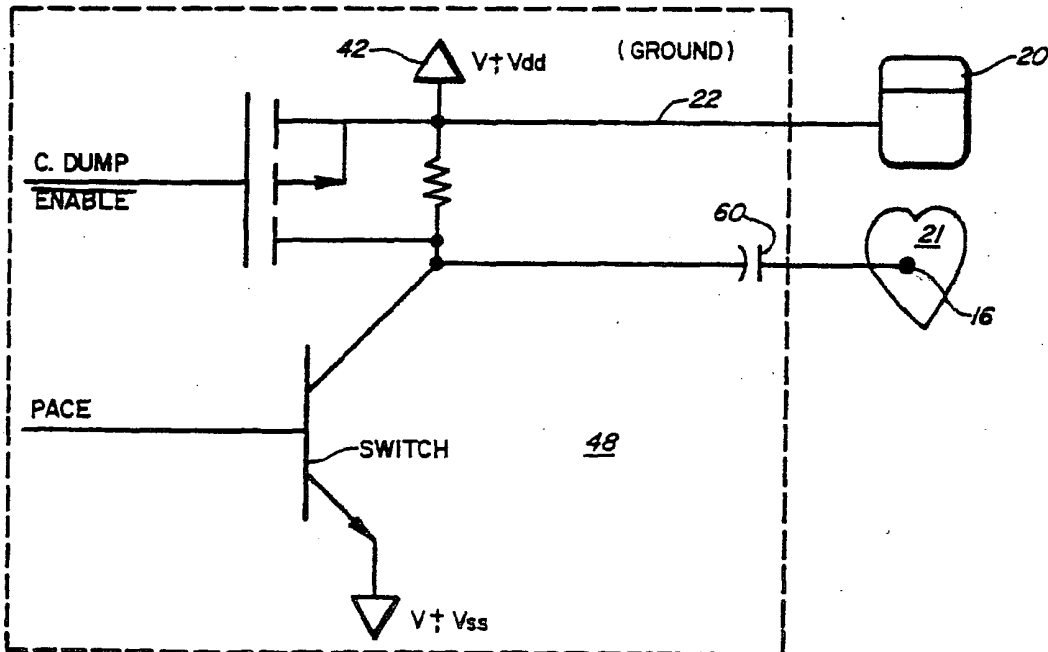 42
V+, Vdd
(GROUND)
20
22
C. DUMP
ENABLE
60
21
16
PACE
SWITCH
48
V+, Vss